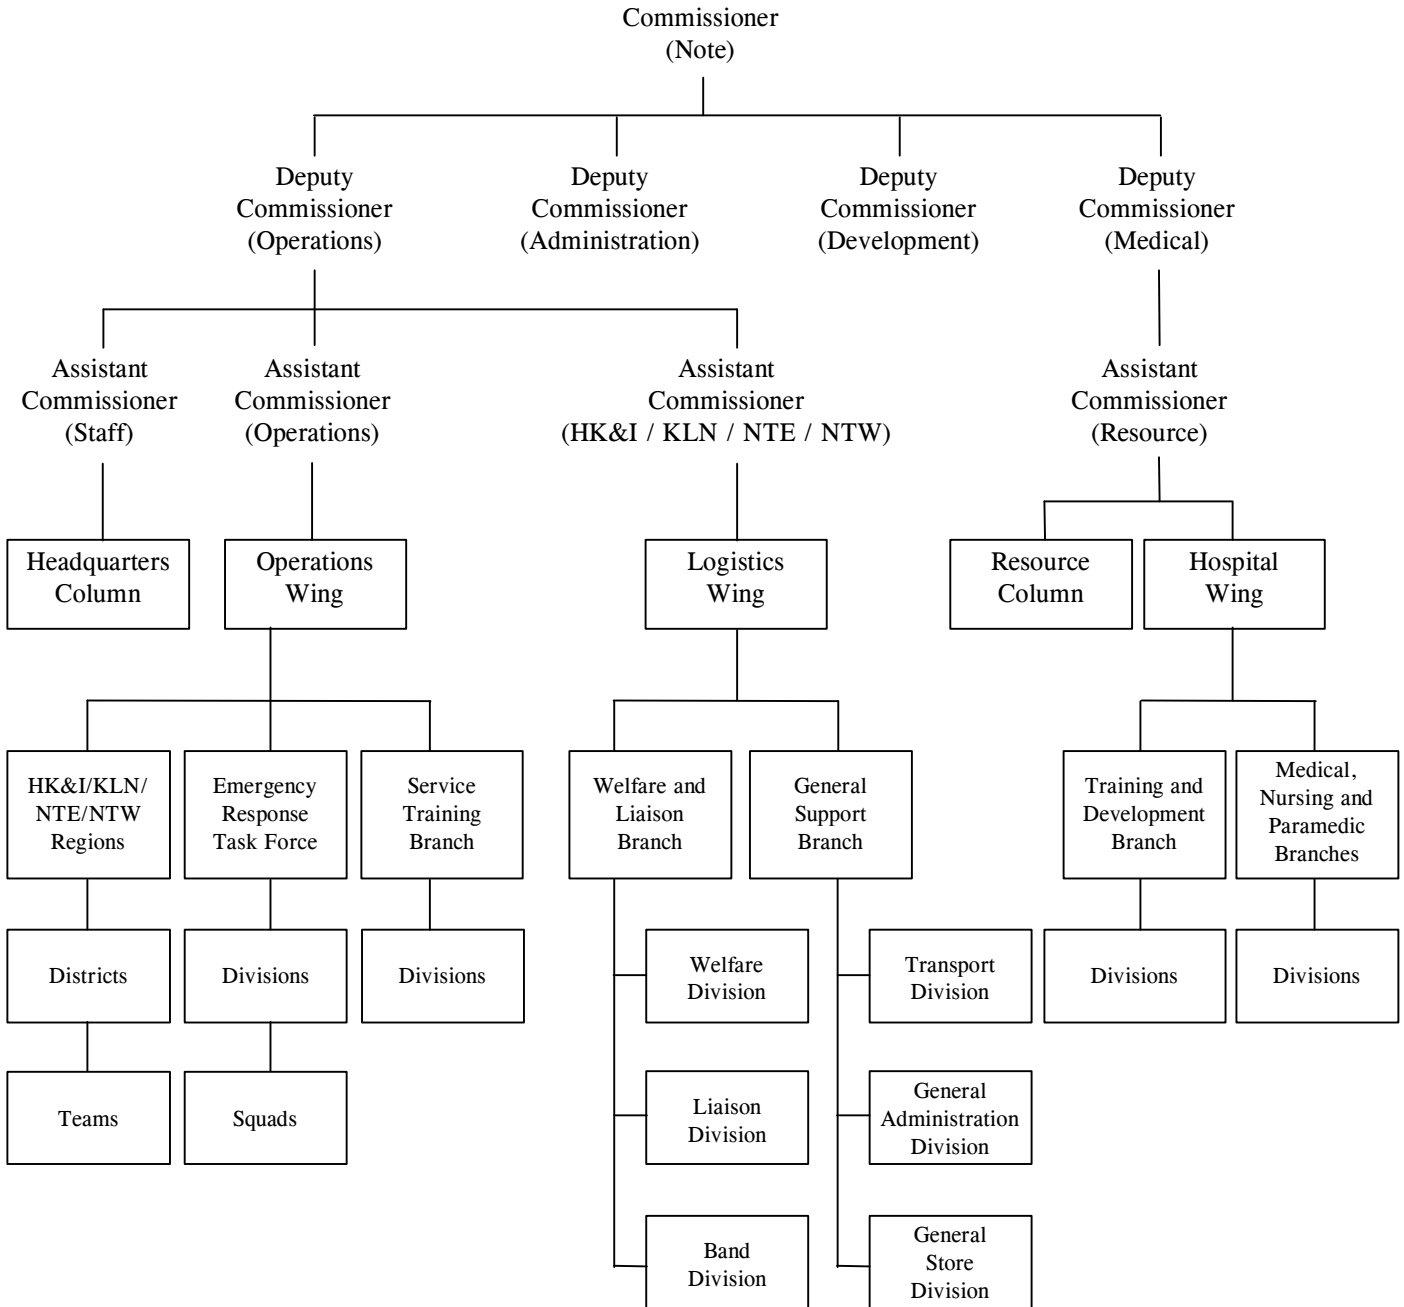 Commissioner
(Note)
Deputy
Commissioner
(Operations)
Deputy
Commissioner
(Administration)
Deputy
Commissioner
(Development)
Deputy
Commissioner
(Medical)
Assistant
Commissioner
(Staff)
Assistant
Commissioner
(Operations)
Assistant
Commissioner
(HK&I / KLN / NTE / NTW)
Assistant
Commissioner
(Resource)
Headquarters
Column
Operations
Wing
Logistics
Wing
Resource
Column
Hospital
Wing
HK&I/KLN/
NTE/NTW
Regions
Emergency
Response
Task Force
Service
Training
Branch
Welfare and
Liaison
Branch
General
Support
Branch
Training and
Development
Branch
Medical,
Nursing and
Paramedic
Branches
Districts
Divisions
Divisions
Welfare
Division
Transport
Division
Divisions
Divisions
Teams
Squads
Liaison
Division
General
Administration
Division
Band
Division
General
Store
Division